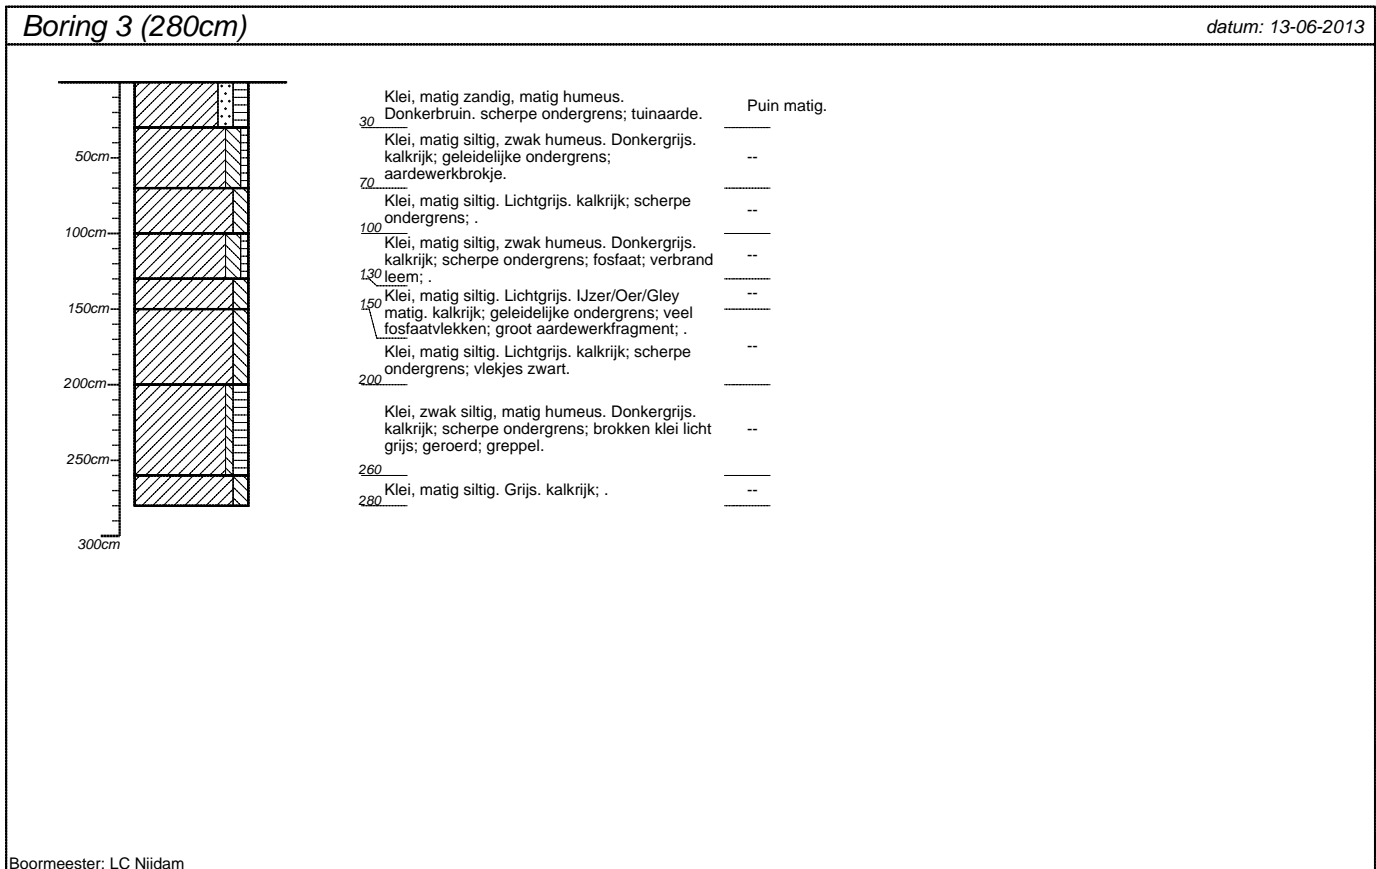 Boring 3 (280cm)
datum: 13-06-2013
50cm
100cm
150cm
200cm
250cm
300cm
Klei, matig zandig, matig humeus.
Donkerbruin. scherpe ondergrens; tuinaarde.
Puin matig.
30
Klei, matig siltig, zwak humeus. Donkergrijs.
kalkrijk; geleidelijke ondergrens;
aardewerkbrokje.
--
70
Klei, matig siltig. Lichtgrijs. kalkrijk; scherpe
ondergrens; .
--
100
Klei, matig siltig, zwak humeus. Donkergrijs.
kalkrijk; scherpe ondergrens; fosfaat; verbrand
leem; .
--
130
Klei, matig siltig. Lichtgrijs. IJzer/Oer/Gley
matig. kalkrijk; geleidelijke ondergrens; veel
fosfaatvlekken; groot aardewerkfragment; .
--
150
Klei, matig siltig. Lichtgrijs. kalkrijk; scherpe
ondergrens; vlekjes zwart.
--
200
Klei, zwak siltig, matig humeus. Donkergrijs.
kalkrijk; scherpe ondergrens; brokken klei licht
grijs; geroerd; greppel.
--
260
Klei, matig siltig. Grijs. kalkrijk; .
--
280
Boormeester: LC Nijdam